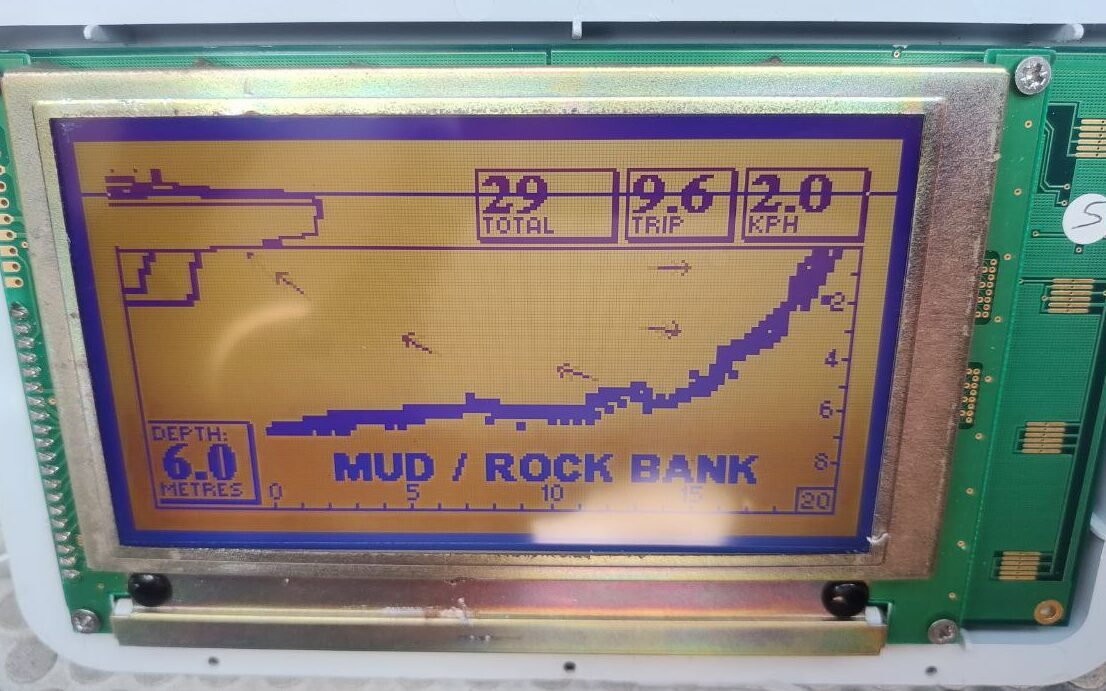 29 9.6 2.0
TOTAL TRIP KPH
2
4
6
8
DEPTH:
6.0
METRES
MUD / ROCK BANK
0 5 10 15 20
S